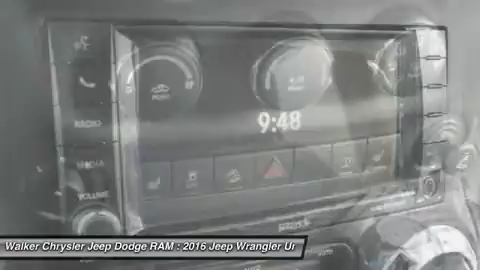 RADIO
9:48
MEDIA
VOLUME
Walker Chrysler Jeep Dodge RAM : 2016 Jeep Wrangler Ur